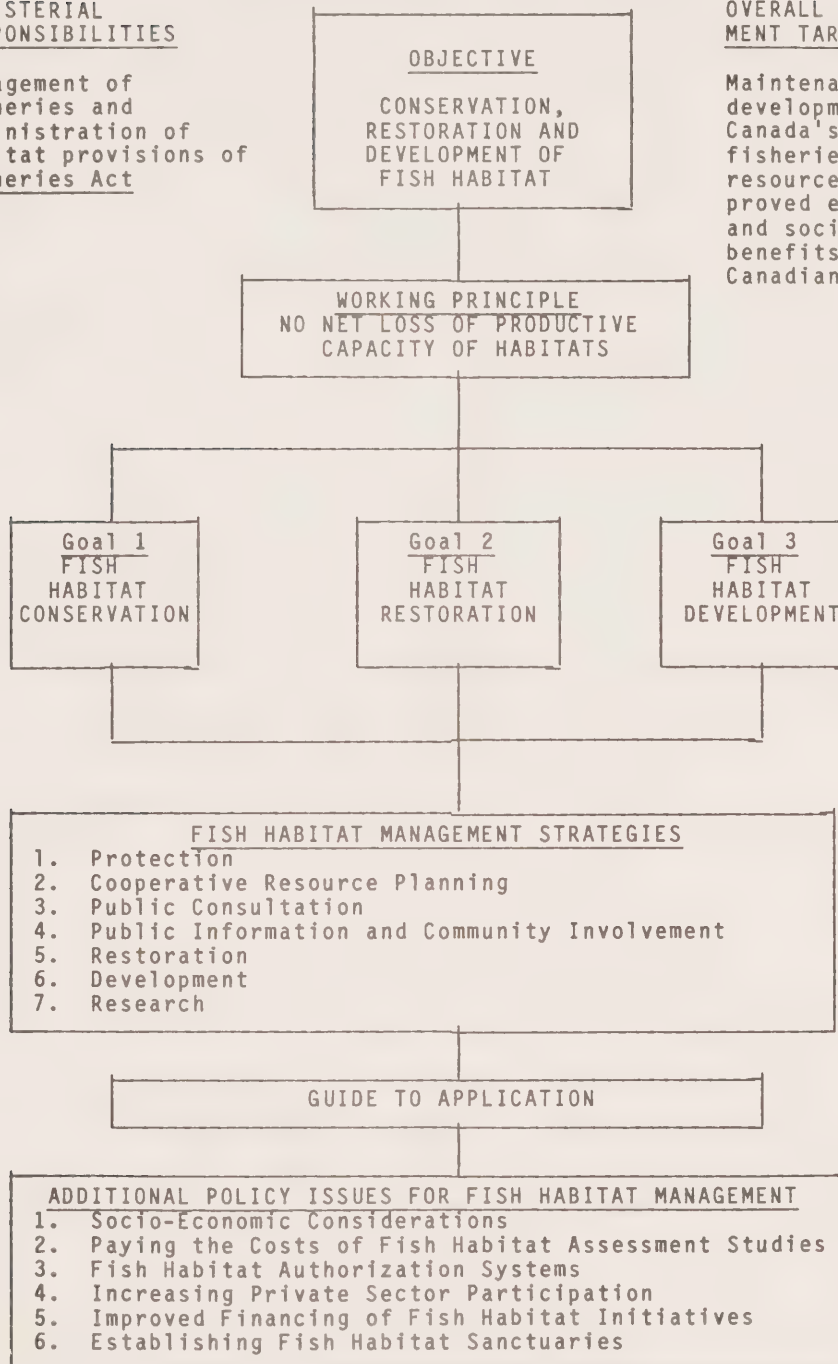 STERIAL
PONSIBILITIES
agement of
heries and
inistration of
itat provisions of
heries Act
OBJECTIVE
CONSERVATION,
RESTORATION AND
DEVELOPMENT OF
FISH HABITAT
OVERALL
MENT TAR
Maintena
developm
Canada's
fisherie
resource
proved e
and soci
benefits
Canadian
WORKING PRINCIPLE
NO NET LOSS OF PRODUCTIVE
CAPACITY OF HABITATS
Goal 1
FISH
HABITAT
CONSERVATION
Goal 2
FISH
HABITAT
RESTORATION
Goal 3
FISH
HABITAT
DEVELOPMENT
FISH HABITAT MANAGEMENT STRATEGIES
1. Protection
2. Cooperative Resource Planning
3. Public Consultation
4. Public Information and Community Involvement
5. Restoration
6. Development
7. Research
GUIDE TO APPLICATION
ADDITIONAL POLICY ISSUES FOR FISH HABITAT MANAGEMENT
1. Socio-Economic Considerations
2. Paying the Costs of Fish Habitat Assessment Studies
3. Fish Habitat Authorization Systems
4. Increasing Private Sector Participation
5. Improved Financing of Fish Habitat Initiatives
6. Establishing Fish Habitat Sanctuaries